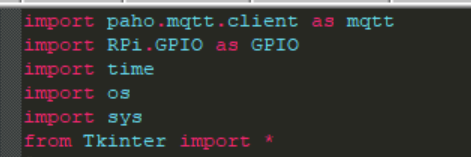 import paho.mqtt.client as mqtt
import RPi.GPIO as GPIO
import time
import os
import sys
from Tkinter import *